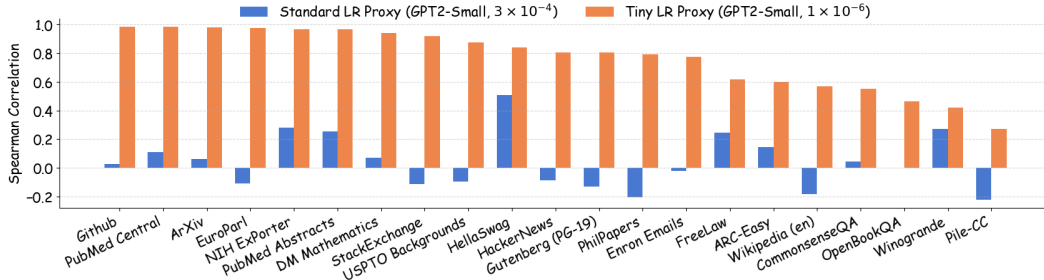 Standard LR Proxy (GPT2-Small, 3 × 10⁻⁴)
Tiny LR Proxy (GPT2-Small, 1 × 10⁻⁶)
Spearman Correlation
1.0
0.8
0.6
0.4
0.2
0.0
−0.2
Github
PubMed Central
ArXiv
EuroParl
NIH ExPorter
PubMed Abstracts
DM Mathematics
StackExchange
USPTO Backgrounds
HellaSwag
HackerNews
Gutenberg (PG-19)
PhilPapers
Enron Emails
FreeLaw
ARC-Easy
Wikipedia (en)
CommonsenseQA
OpenBookQA
Winogrande
Pile-CC